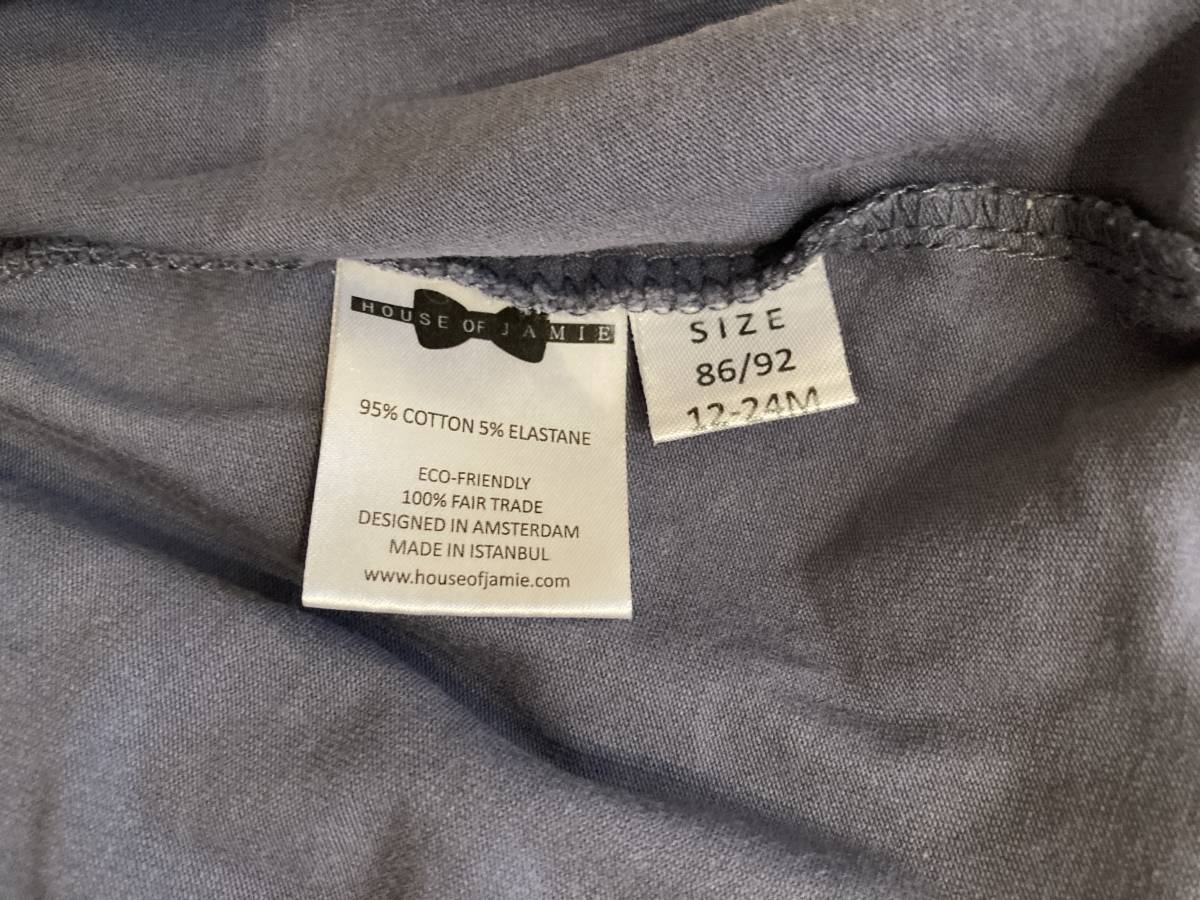 HOUSE OF JAMIE
95% COTTON 5% ELASTANE
ECO-FRIENDLY
100% FAIR TRADE
DESIGNED IN AMSTERDAM
MADE IN ISTANBUL
www.houseofjamie.com
SIZE
86/92
12-24M